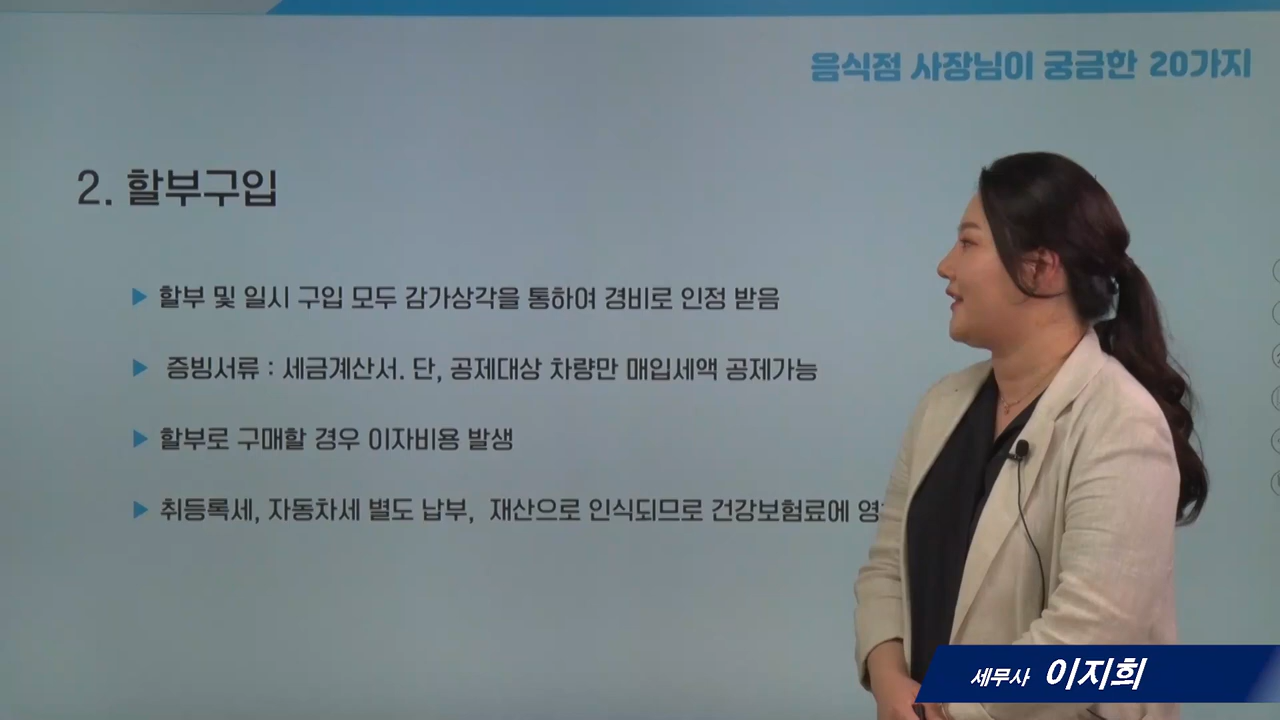 음식점 사장님이 궁금한 20가지
2. 할부구입
▶ 할부 및 일시 구입 모두 감가상각을 통하여 경비로 인정 받음
▶ 증빙서류 : 세금계산서. 단, 공제대상 차량만 매입세액 공제가능
▶ 할부로 구매할 경우 이자비용 발생
▶ 취등록세, 자동차세 별도 납부, 재산으로 인식되므로 건강보험료에
세무사 이지희